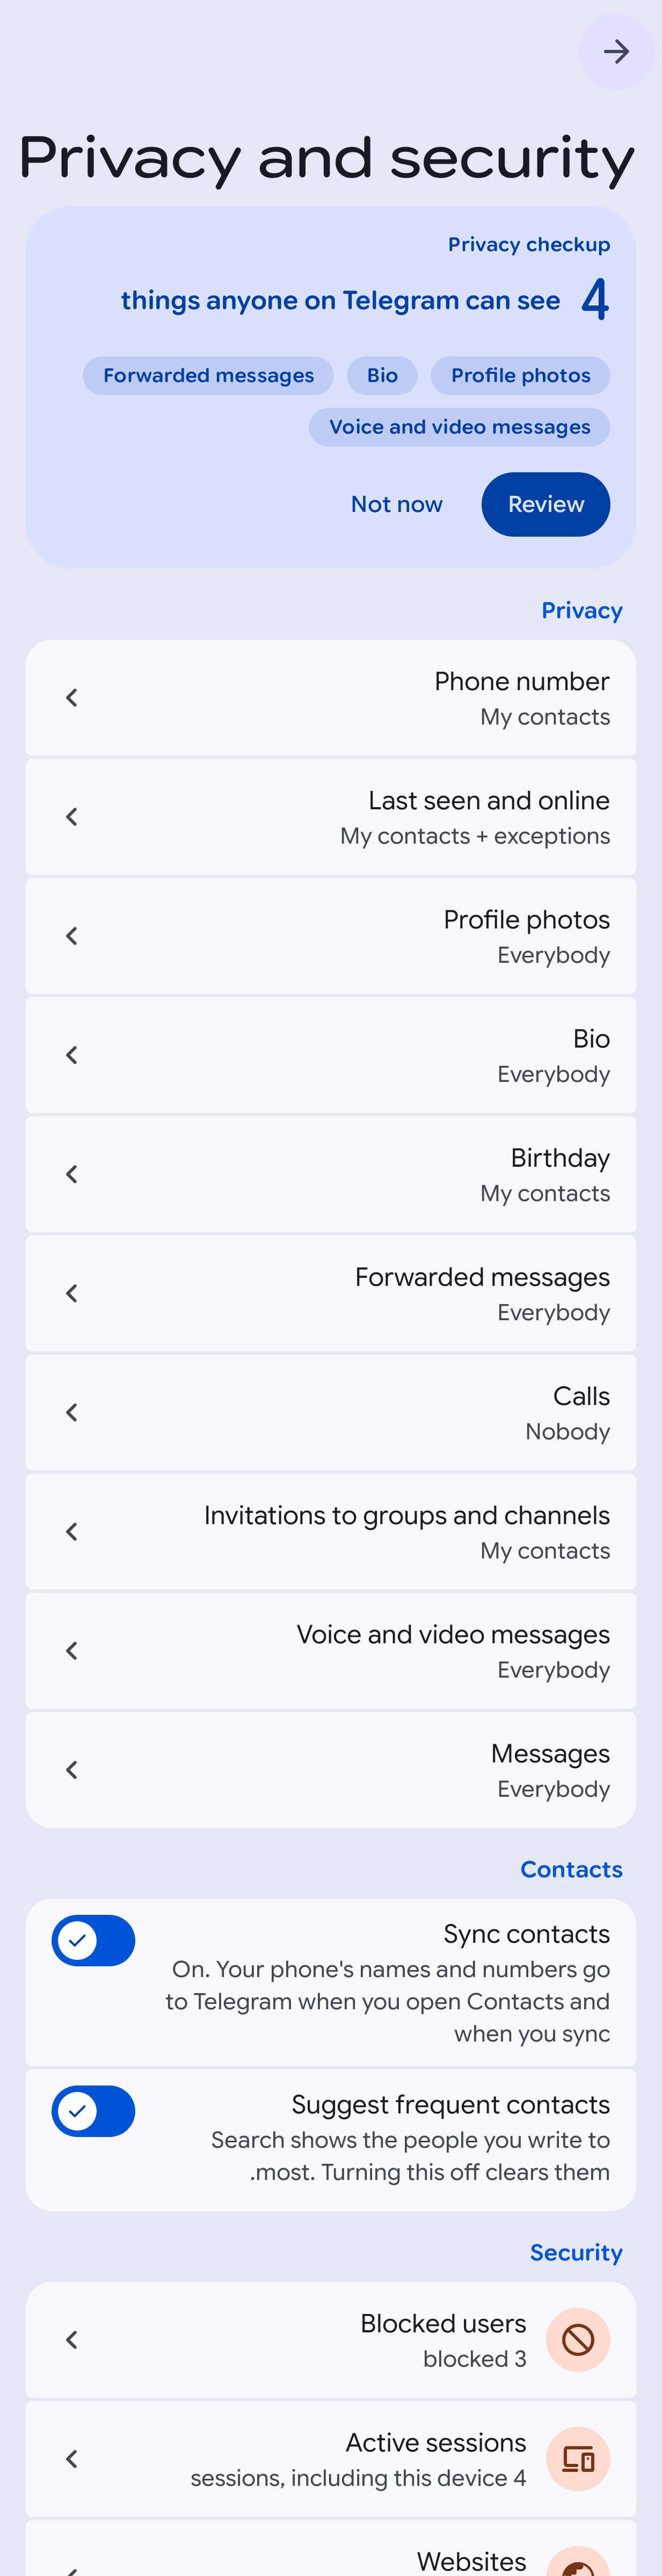 Privacy and security
Privacy checkup
4 things anyone on Telegram can see
Profile photos
Bio
Forwarded messages
Voice and video messages
Review
Not now
Privacy
Phone number
My contacts
Last seen and online
My contacts + exceptions
Profile photos
Everybody
Bio
Everybody
Birthday
My contacts
Forwarded messages
Everybody
Calls
Nobody
Invitations to groups and channels
My contacts
Voice and video messages
Everybody
Messages
Everybody
Contacts
Sync contacts
On. Your phone's names and numbers go
to Telegram when you open Contacts and
when you sync
Suggest frequent contacts
Search shows the people you write to
.most. Turning this off clears them
Security
Blocked users
blocked 3
Active sessions
sessions, including this device 4
Websites